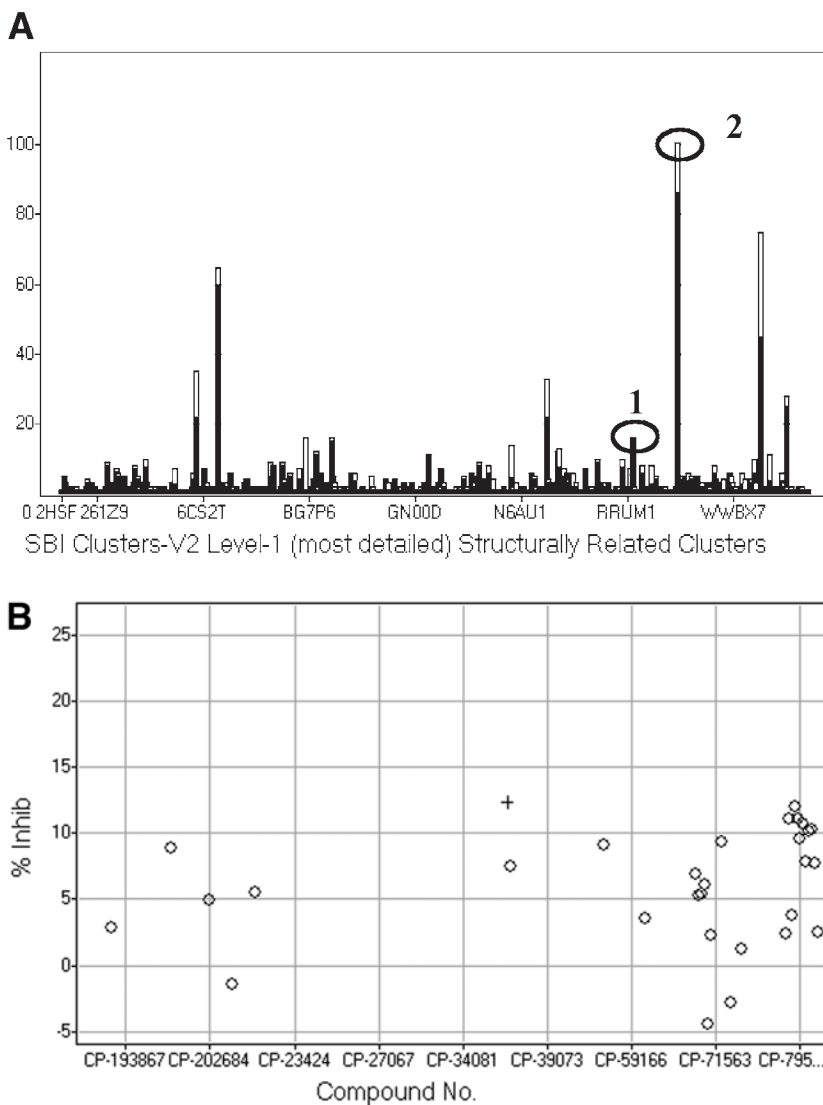 A
100
80
60
40
20
2
1
0 2HSF 261Z9 6CS2T BG7P6 GN00D N6AU1 RRUM1 WWBX7
SBI Clusters-V2 Level-1 (most detailed) Structurally Related Clusters
B
25
20
15
10
5
0
-5
% Inhib
CP-193867 CP-202684 CP-23424 CP-27067 CP-34081 CP-39073 CP-59166 CP-71563 CP-795...
Compound No.